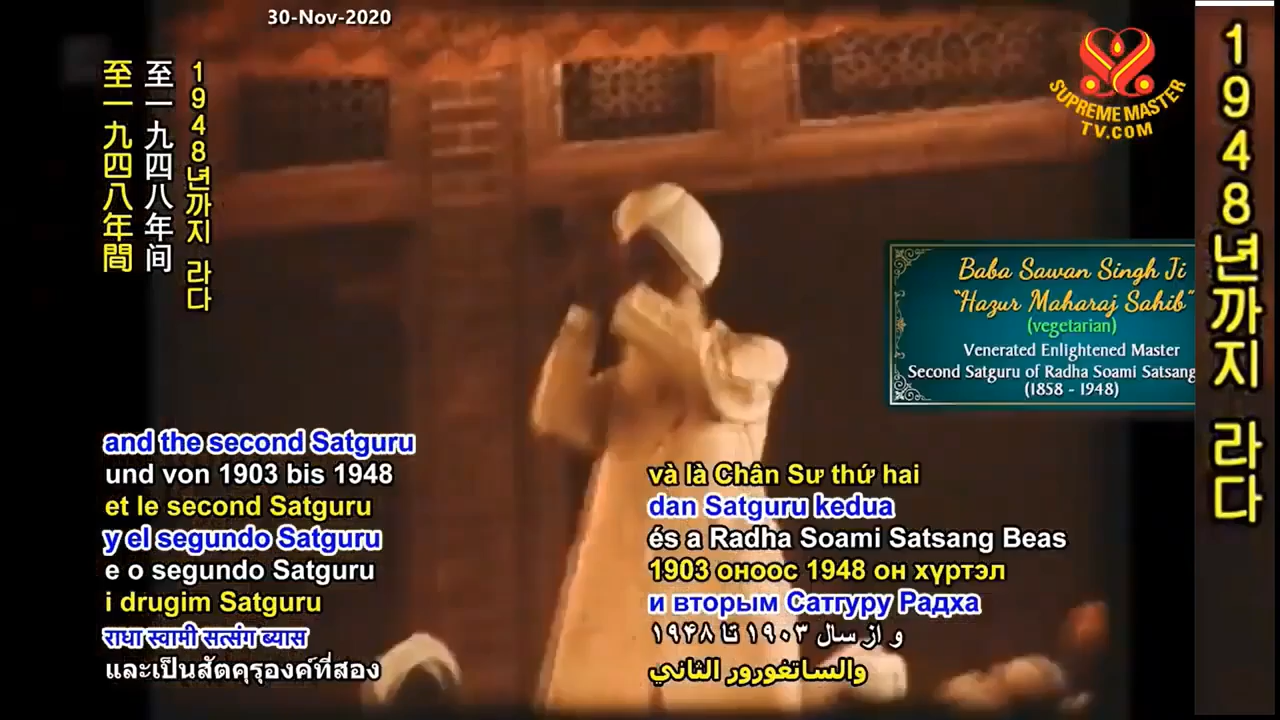 30-Nov-2020
至一九四八年間
至一九四八年间
1948년까지 라다
SUPREME MASTER
TV.COM
1948년까지 라다
Baba Sawan Singh Ji
"Hazur Maharaj Sahib"
(vegetarian)
Venerated Enlightened Master
Second Satguru of Radha Soami Satsang
(1858 - 1948)
and the second Satguru
und von 1903 bis 1948
et le second Satguru
y el segundo Satguru
e o segundo Satguru
i drugim Satguru
राधा स्वामी सत्संग ब्यास
และเป็นสัตคุรุองค์ที่สอง
và là Chân Sư thứ hai
dan Satguru kedua
és a Radha Soami Satsang Beas
1903 оноос 1948 он хүртэл
и вторым Сатгуру Радха
و از سال ۱۹۰۳ تا ۱۹۴۸
والساتغورور الثاني